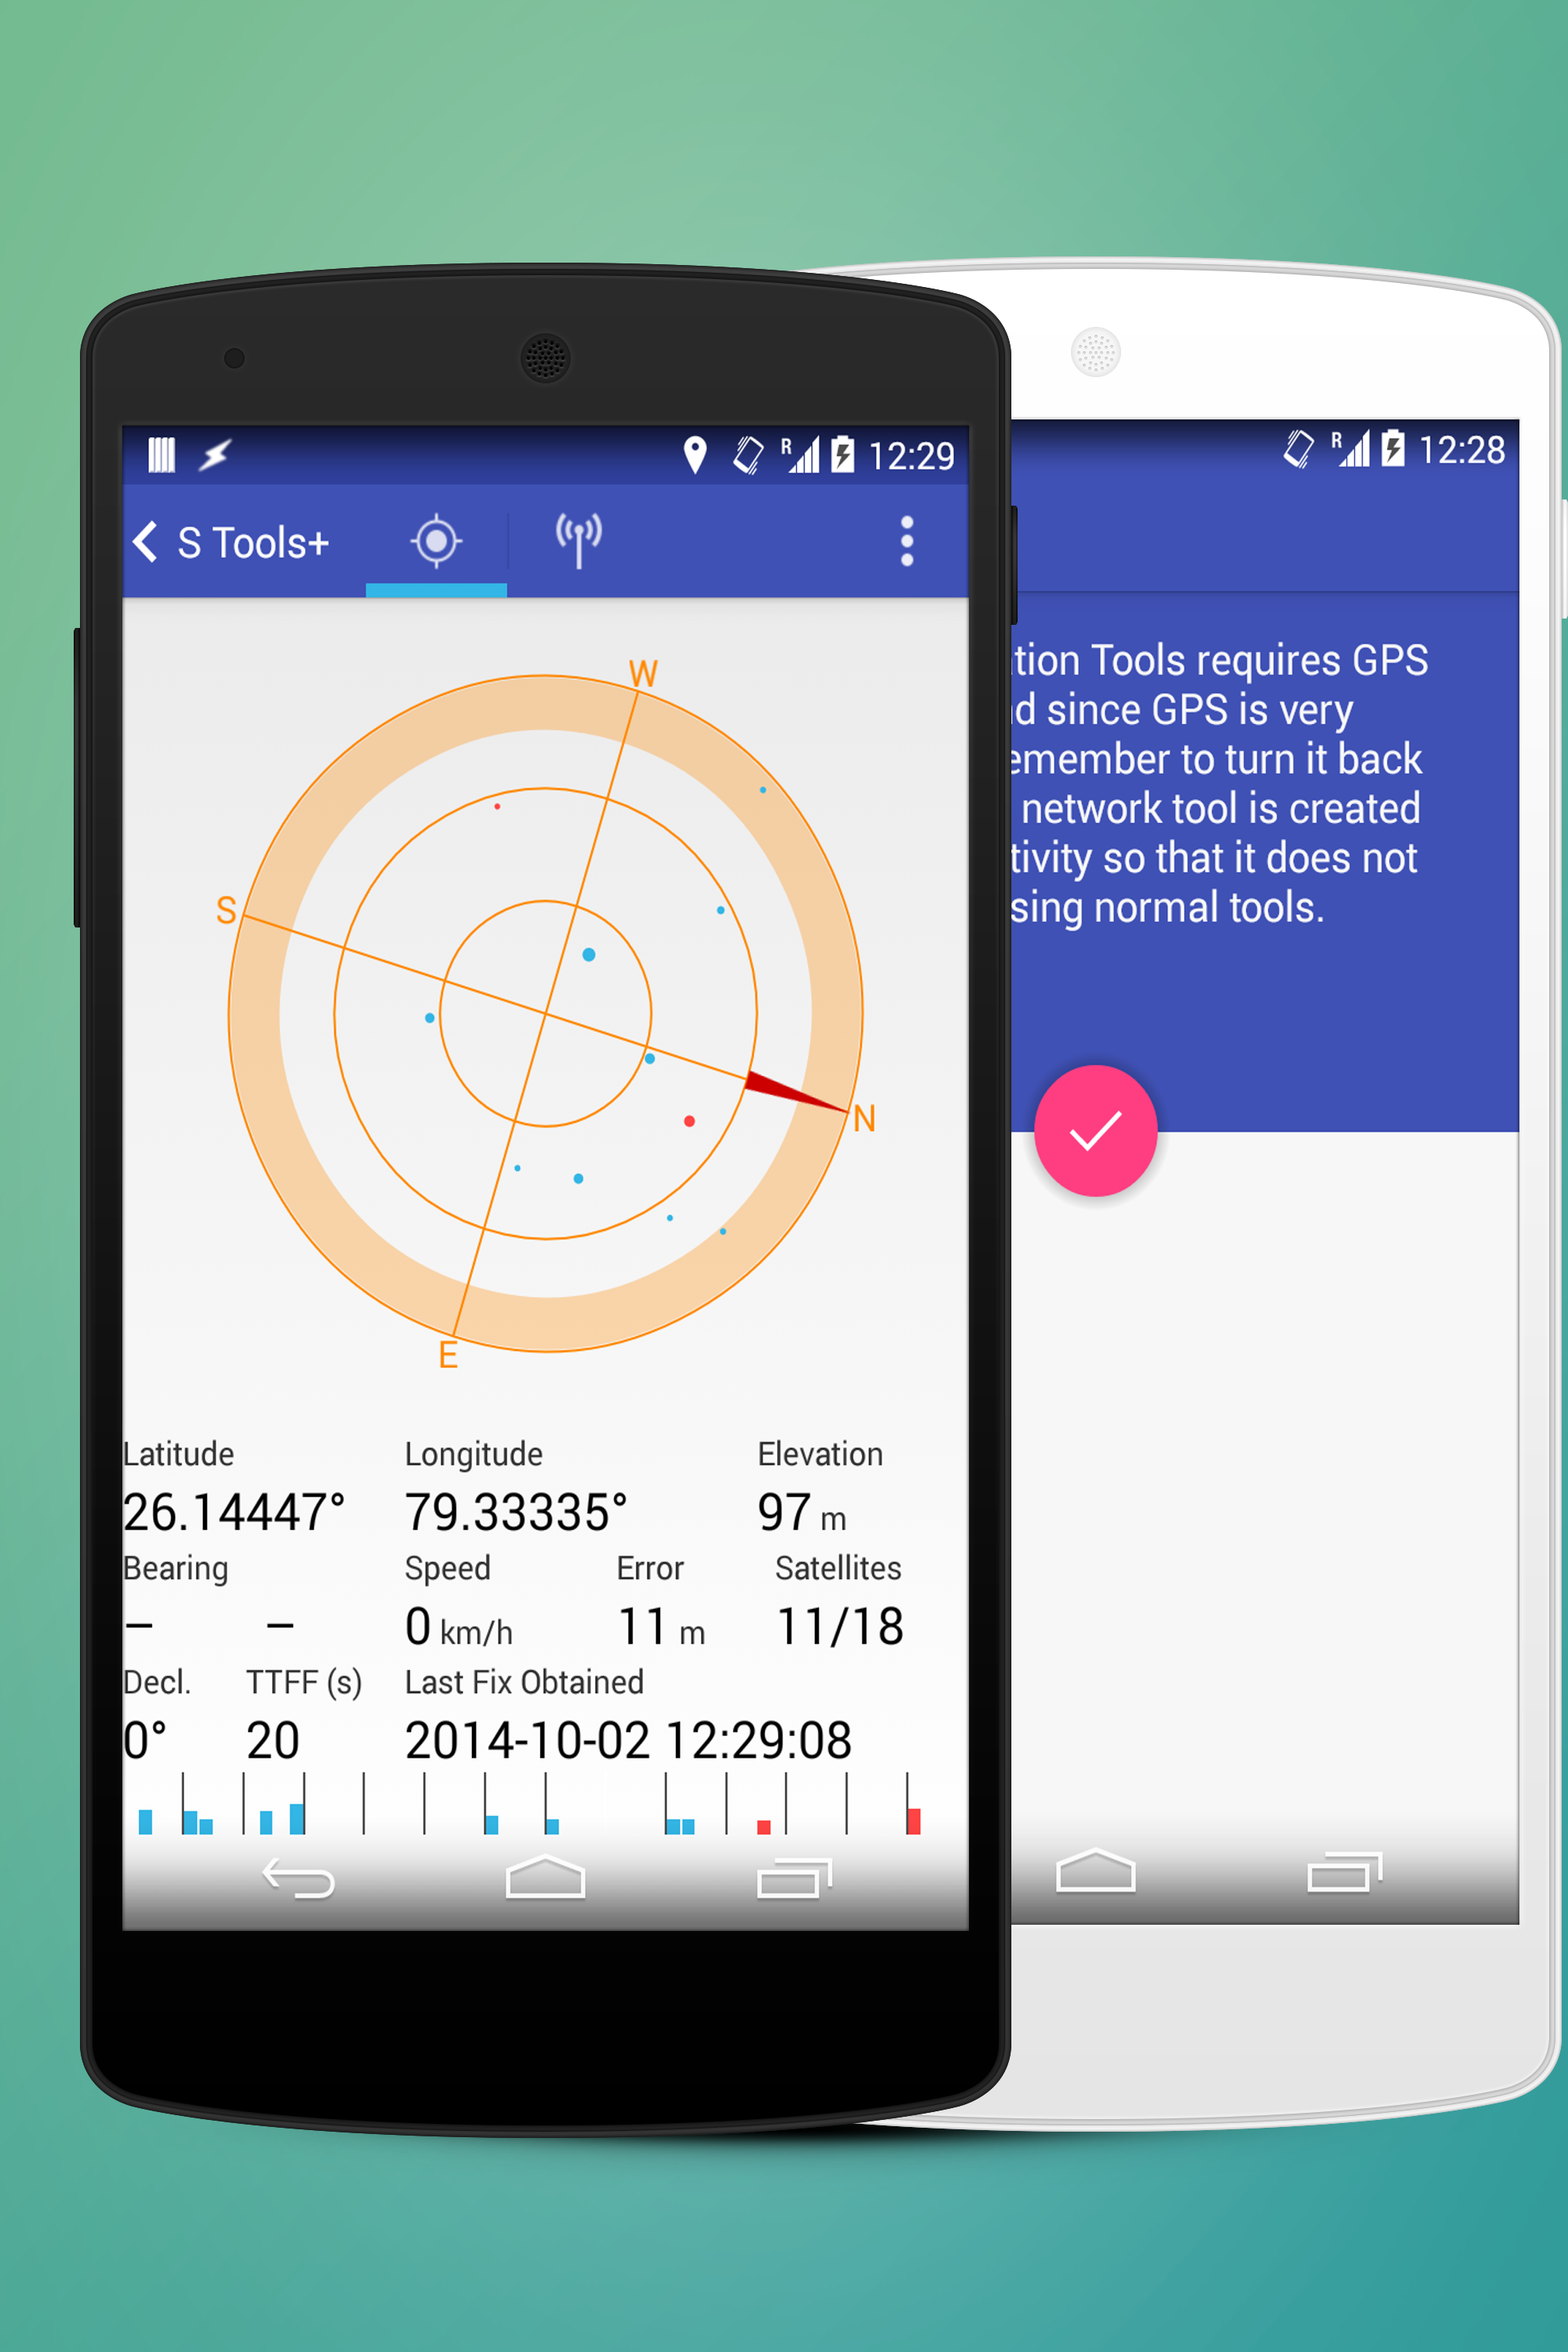 12:29
S Tools+
W
S
N
E
Latitude Longitude Elevation
26.14447° 79.33335° 97 m
Bearing Speed Error Satellites
– – 0 km/h 11 m 11/18
Decl. TTFF (s) Last Fix Obtained
0° 20 2014-10-02 12:29:08
R 12:28
tion Tools requires GPS
d since GPS is very
emember to turn it back
network tool is created
tivity so that it does not
sing normal tools.